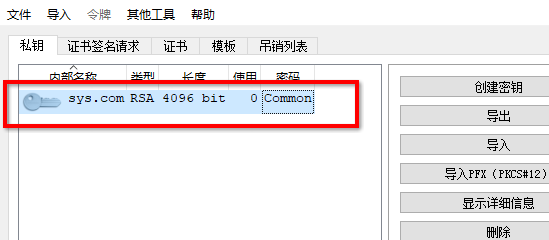 文件 导入 令牌 其他工具 帮助
私钥 证书签名请求 证书 模板 吊销列表
内部名称 类型 长度 使用 密码
sys.com RSA 4096 bit 0 Common
创建密钥
导出
导入
导入PFX (PKCS#12)
显示详细信息
删除